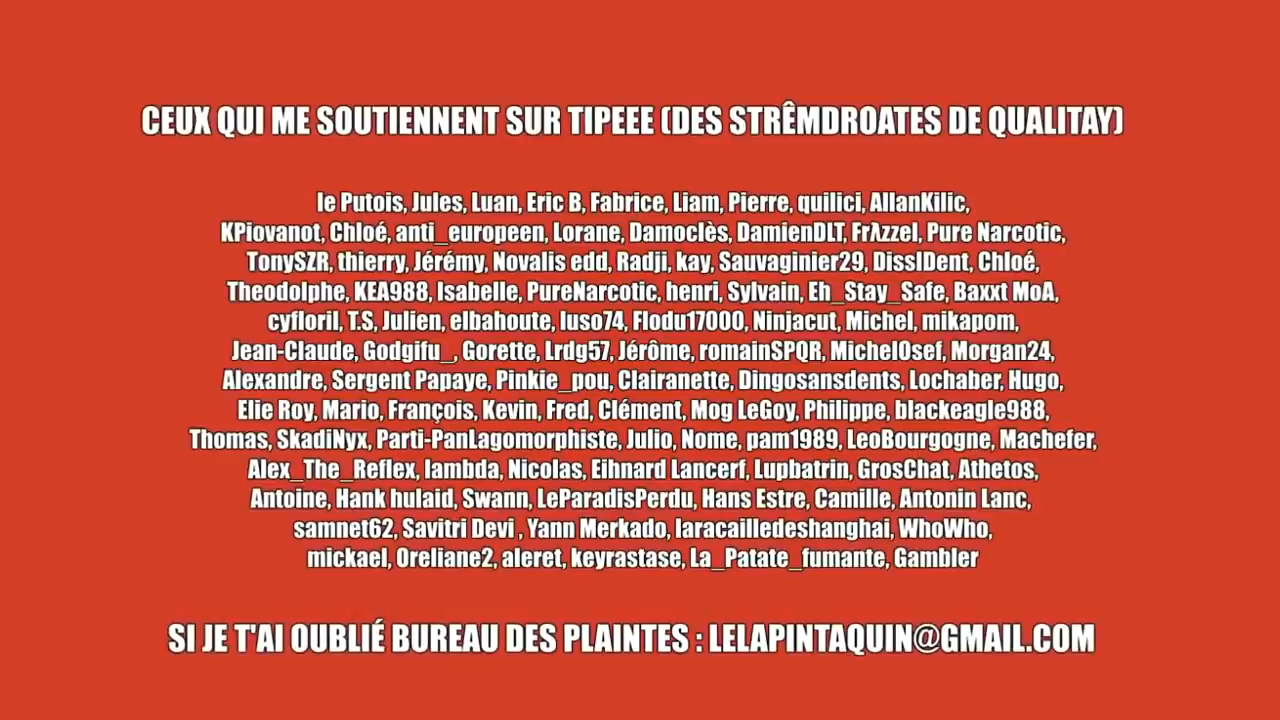 CEUX QUI ME SOUTIENNENT SUR TIPEEE (DES STRÊMDROATES DE QUALITAY)
le Putois, Jules, Luan, Eric B, Fabrice, Liam, Pierre, quilici, AllanKilic,
KPiovanot, Chloé, anti_europeen, Lorane, Damoclès, DamienDLT, Frλzzel, Pure Narcotic,
TonySZR, thierry, Jérémy, Novalis edd, Radji, kay, Sauvaginier29, DissIDent, Chloé,
Theodolphe, KEA988, Isabelle, PureNarcotic, henri, Sylvain, Eh_Stay_Safe, Baxxt MoA,
cyfloril, T.S, Julien, elbahoute, luso74, Flodu17000, Ninjacut, Michel, mikapom,
Jean-Claude, Godgifu_, Gorette, Lrdg57, Jérôme, romainSPQR, MichelOsef, Morgan24,
Alexandre, Sergent Papaye, Pinkie_pou, Clairanette, Dingosansdents, Lochaber, Hugo,
Elie Roy, Mario, François, Kevin, Fred, Clément, Mog LeGoy, Philippe, blackeagle988,
Thomas, SkadiNyx, Parti-PanLagomorphiste, Julio, Nome, pam1989, LeoBourgogne, Machefer,
Alex_The_Reflex, lambda, Nicolas, Eihnard Lancerf, Lupbatrin, GrosChat, Athetos,
Antoine, Hank hulaid, Swann, LeParadisPerdu, Hans Estre, Camille, Antonin Lanc,
samnet62, Savitri Devi , Yann Merkado, laracailledeshanghai, WhoWho,
mickael, Oreliane2, aleret, keyrastase, La_Patate_fumante, Gambler
SI JE T'AI OUBLIÉ BUREAU DES PLAINTES : LELAPINTAQUIN@GMAIL.COM